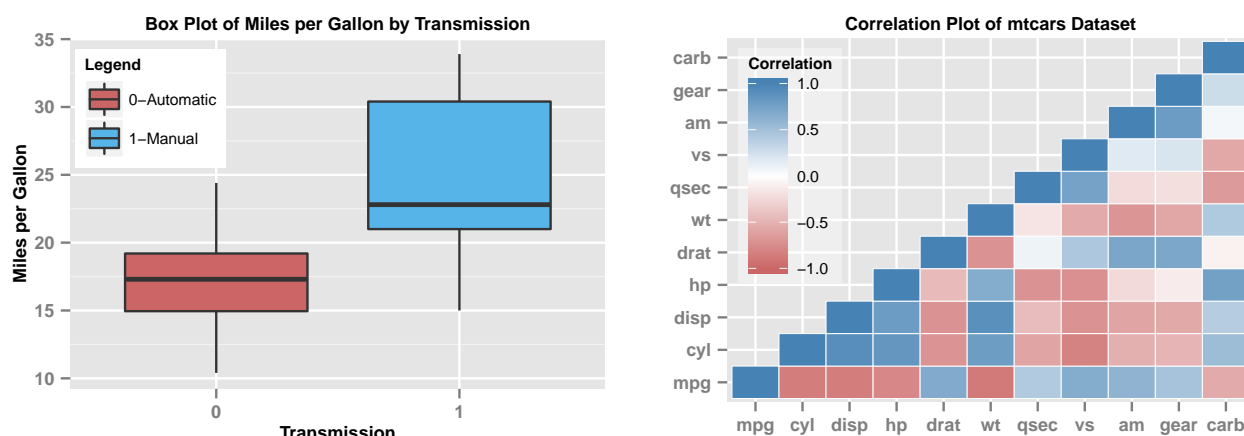 Box Plot of Miles per Gallon by Transmission
35
30
25
20
15
10
Miles per Gallon
Legend
0−Automatic
1−Manual
0
1
Transmission
Correlation Plot of mtcars Dataset
carb
gear
am
vs
qsec
wt
drat
hp
disp
cyl
mpg
Correlation
1.0
0.5
0.0
−0.5
−1.0
mpg cyl disp hp drat wt qsec vs am gear carb